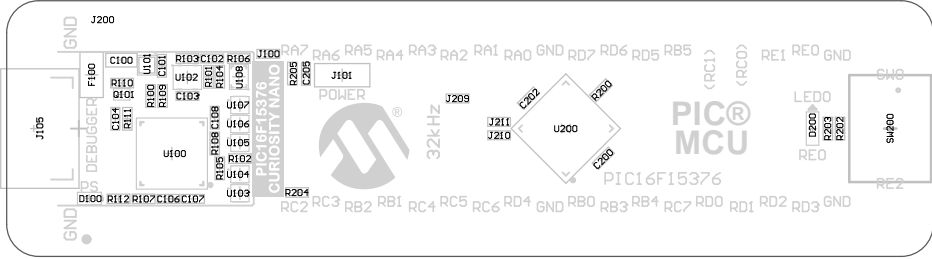 J200
GND
RA7
RA6
RA5
RA4
RA3
RA2
RA1
RA0
GND
RD7
RD6
RD5
RB5
(RC1)
(RC0)
RE1
RE0
GND
J100
F100
C100
U101
C101
R103
C102
R106
U102
R101
R104
U108
R110
Q101
R100
R109
C103
U107
C104
R111
U106
C108
U105
R108
U100
R102
R105
U104
U103
D100
R112
R107
C106
C107
J105
DEBUGGER
PS
GND
R205
C205
J101
POWER
PIC16F15376
CURIOSITY NANO
R204
32kHz
J209
J211
J210
C202
R200
U200
C200
PIC®
MCU
PIC16F15376
LED0
D200
R203
R202
RE0
SW0
SW200
RE2
RC2
RC3
RB2
RB1
RC4
RC5
RC6
RD4
GND
RB0
RB3
RB4
RC7
RD0
RD1
RD2
RD3
GND